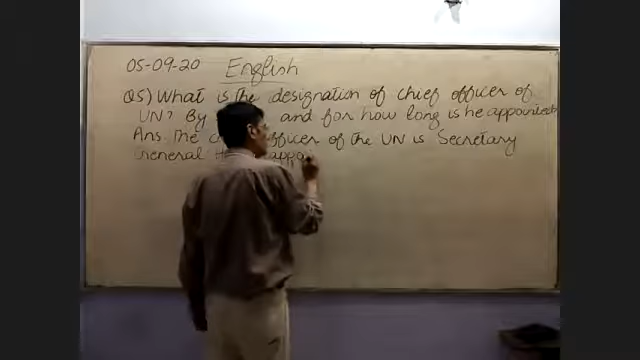 05-09-20 English
Q5) What is the designation of chief officer of
UN? By and for how long is he appointed
Ans. The officer of the UN is Secretary
General appo